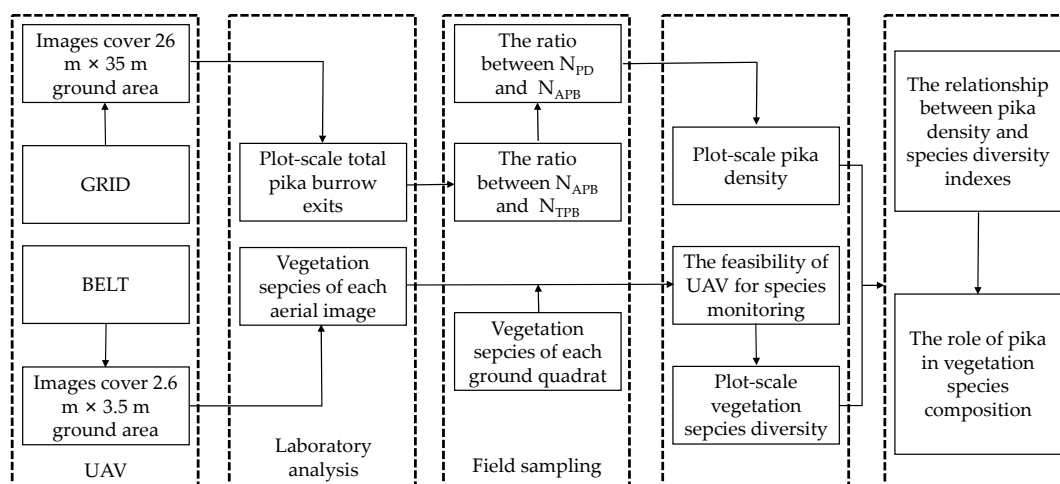 Images cover 26
m × 35 m
ground area
GRID
BELT
Images cover 2.6
m × 3.5 m
ground area
UAV
Plot-scale total
pika burrow
exits
Vegetation
sepcies of each
aerial image
Laboratory
analysis
The ratio
between NPD
and NAPB
The ratio
between NAPB
and NTPB
Vegetation
sepcies of each
ground quadrat
Field sampling
Plot-scale pika
density
The feasibility of
UAV for species
monitoring
Plot-scale
vegetation
sepcies diversity
The relationship
between pika
density and
species diversity
indexes
The role of pika
in vegetation
species
composition